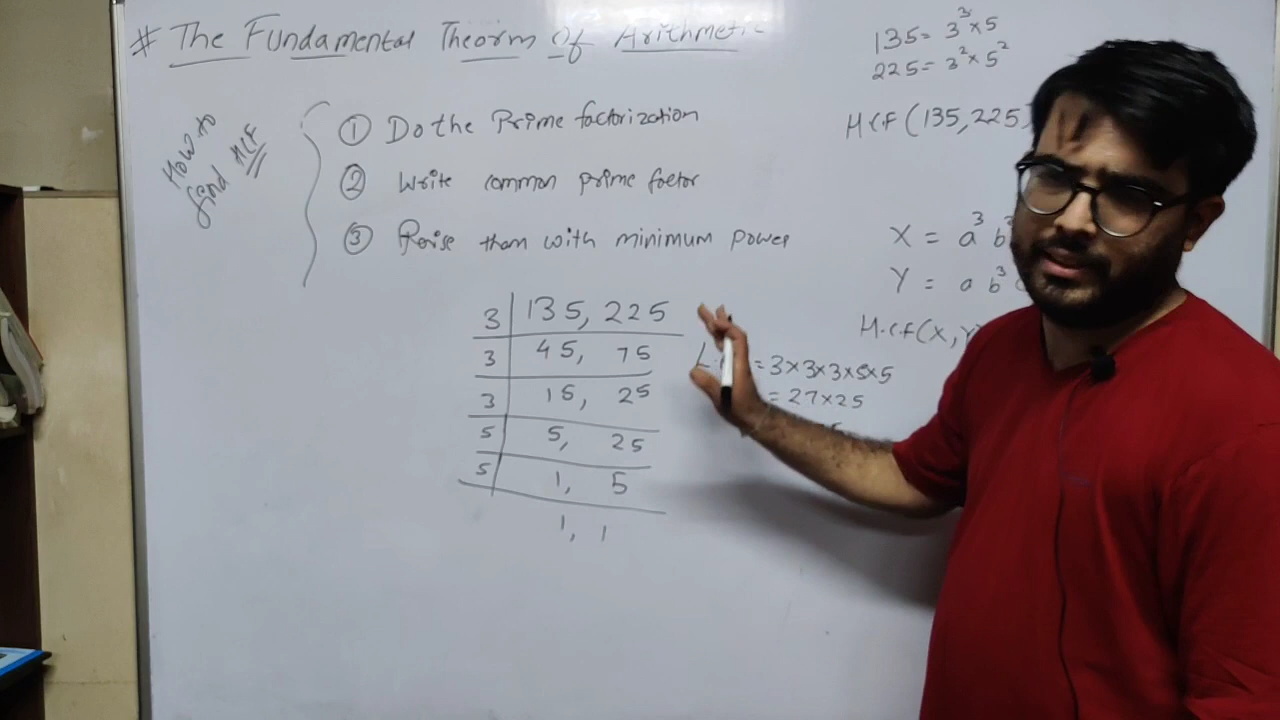 # The Fundamental Theorm Of Arithmetic
How to
find HCF
① Do the Prime factorization
② Write common prime factor
③ Raise them with minimum power
3 | 135, 225
3 | 45, 75
3 | 15, 25
5 | 5, 25
5 | 1, 5
1, 1
= 3×3×3×5×5
= 27×25
135 = 3³×5
225 = 3²×5²
H.C.f (135, 225
X = a³ b
Y = a b³
H.C.f (X, Y